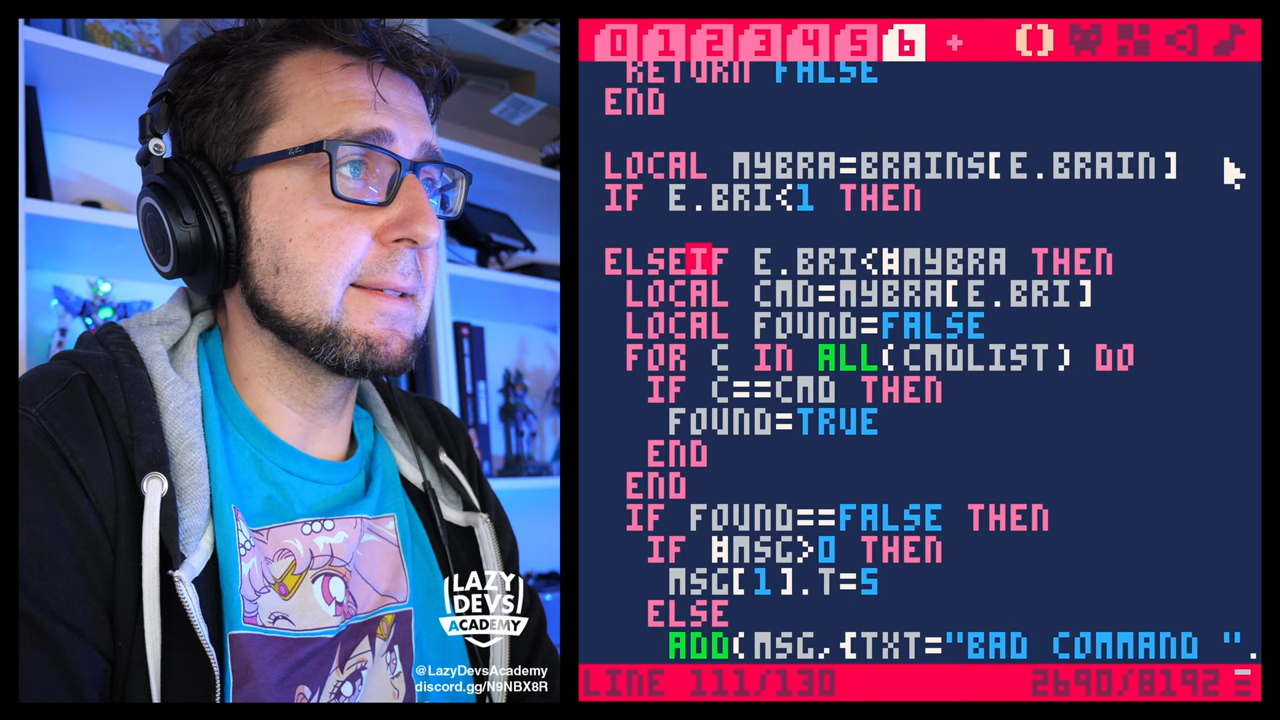 0 1 2 3 4 5 6 + ()
RETURN FALSE
END
LOCAL MYBRA=BRAINS[E.BRAIN]
IF E.BRI<1 THEN
ELSEIF E.BRI<#MYBRA THEN
LOCAL CMD=MYBRA[E.BRI]
LOCAL FOUND=FALSE
FOR C IN ALL(CMDLIST) DO
IF C==CMD THEN
FOUND=TRUE
END
END
IF FOUND==FALSE THEN
IF #MSG>0 THEN
MSG[1].T=5
ELSE
ADD(MSG,{TXT="BAD COMMAND ".
LINE 111/130 2690/8192
LAZY
DEVS
ACADEMY
@LazyDevsAcademy
discord.gg/N9NBX8R